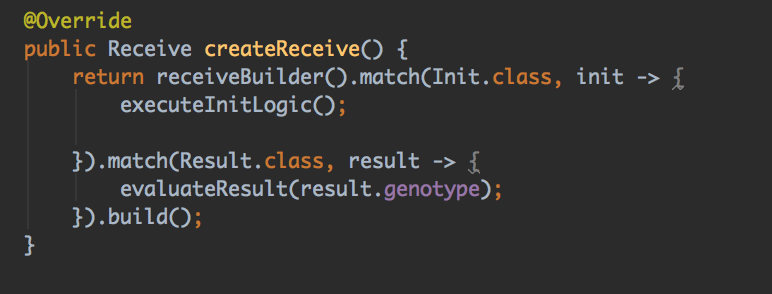 @Override
public Receive createReceive() {
    return receiveBuilder().match(Init.class, init -> {
        executeInitLogic();

    }).match(Result.class, result -> {
        evaluateResult(result.genotype);
    }).build();
}